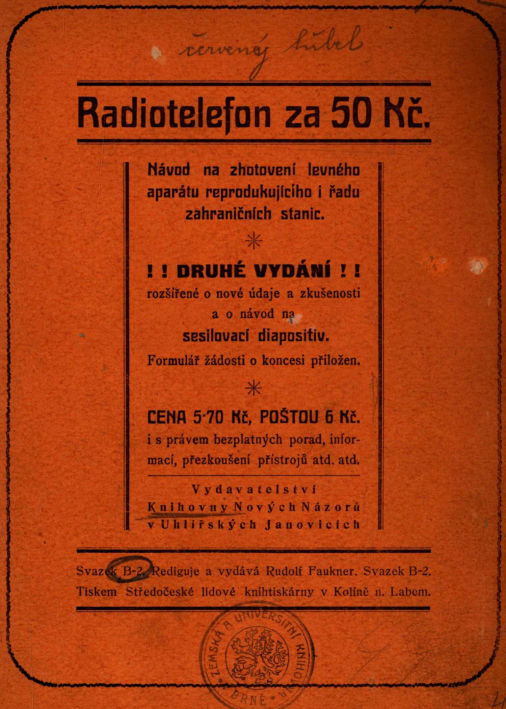 červený hřbet
Radiotelefon za 50 Kč.
Návod na zhotovení levného
aparátu reprodukujícího i řadu
zahraničních stanic.
! ! DRUHÉ VYDÁNÍ ! !
rozšířené o nové údaje a zkušenosti
a o návod na
sesilovací diapositiv.
Formulář žádosti o koncesi přiložen.
CENA 5·70 Kč, POŠTOU 6 Kč.
i s právem bezplatných porad, infor-
mací, přezkoušení přístrojů atd. atd.
Vydavatelství
Knihovny Nových Názorů
v Uhlířských Janovicích
Svazek B-2. Rediguje a vydává Rudolf Faukner. Svazek B-2.
Tiskem Středočeské lidové knihtiskárny v Kolíně n. Labem.
ZEMSKÁ A UNIVERSITNÍ KNIHOVNA
V BRNĚ